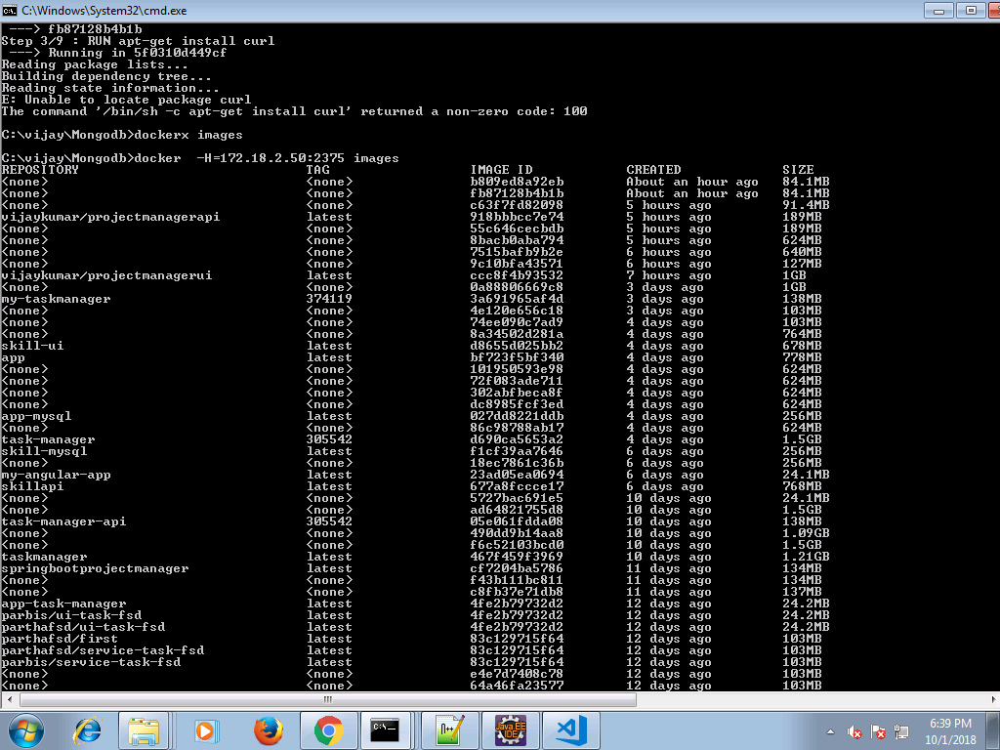 C:\Windows\System32\cmd.exe
---> fb87128b4b1b
Step 3/9 : RUN apt-get install curl
---> Running in 5f0310d449cf
Reading package lists...
Building dependency tree...
Reading state information...
E: Unable to locate package curl
The command '/bin/sh -c apt-get install curl' returned a non-zero code: 100
C:\vijay\Mongodb>dockerx images
C:\vijay\Mongodb>docker  -H=172.18.2.50:2375 images
REPOSITORY TAG IMAGE ID CREATED SIZE
<none> <none> b809ed8a92eb About an hour ago 84.1MB
<none> <none> fb87128b4b1b About an hour ago 84.1MB
<none> <none> c63f7fd82098 5 hours ago 91.4MB
vijaykumar/projectmanagerapi latest 918bbbcc7e74 5 hours ago 189MB
<none> <none> 55c646cecbdb 5 hours ago 189MB
<none> <none> 8bacb0aba794 5 hours ago 624MB
<none> <none> 7515bafb9b2e 6 hours ago 640MB
<none> <none> 9c10bfa43571 6 hours ago 127MB
vijaykumar/projectmanagerui latest ccc8f4b93532 7 hours ago 1GB
<none> <none> 0a88806669c8 3 days ago 1GB
my-taskmanager 374119 3a691965af4d 3 days ago 138MB
<none> <none> 4e120e656c18 3 days ago 103MB
<none> <none> 74ee090c7ad9 4 days ago 103MB
<none> <none> 8a34502d281a 4 days ago 764MB
skill-ui latest d8655d025bb2 4 days ago 678MB
app latest bf723f5bf340 4 days ago 778MB
<none> <none> 101950593e98 4 days ago 624MB
<none> <none> 72f083ade711 4 days ago 624MB
<none> <none> 302abfbeca8f 4 days ago 624MB
<none> <none> dc8985fcf3ed 4 days ago 624MB
app-mysql latest 027dd8221ddb 4 days ago 256MB
<none> <none> 86c98788ab17 4 days ago 624MB
task-manager 305542 d690ca5653a2 4 days ago 1.5GB
skill-mysql latest f1cf39aa7646 6 days ago 256MB
<none> <none> 18ec7861c36b 6 days ago 256MB
my-angular-app latest 23ad05ea0694 6 days ago 24.1MB
skillapi latest 677a8fccce17 6 days ago 768MB
<none> <none> 5727bac691e5 10 days ago 24.1MB
<none> <none> ad64821755d8 10 days ago 1.5GB
task-manager-api 305542 05e061fdda08 10 days ago 138MB
<none> <none> 490dd9b14aa8 10 days ago 1.09GB
<none> <none> f6c52103bcd0 10 days ago 1.5GB
taskmanager latest 467f459f3969 10 days ago 1.21GB
springbootprojectmanager latest cf7204ba5786 11 days ago 134MB
<none> <none> f43b111bc811 11 days ago 134MB
<none> <none> c8fb37e71db8 11 days ago 137MB
app-task-manager latest 4fe2b79732d2 12 days ago 24.2MB
parbis/ui-task-fsd latest 4fe2b79732d2 12 days ago 24.2MB
parthafsd/ui-task-fsd latest 4fe2b79732d2 12 days ago 24.2MB
parthafsd/first latest 83c129715f64 12 days ago 103MB
parthafsd/service-task-fsd latest 83c129715f64 12 days ago 103MB
parbis/service-task-fsd latest 83c129715f64 12 days ago 103MB
<none> <none> e4e7d7408c78 12 days ago 103MB
<none> <none> 64a46fa23577 12 days ago 103MB
Java EE
IDE
6:39 PM
10/1/2018